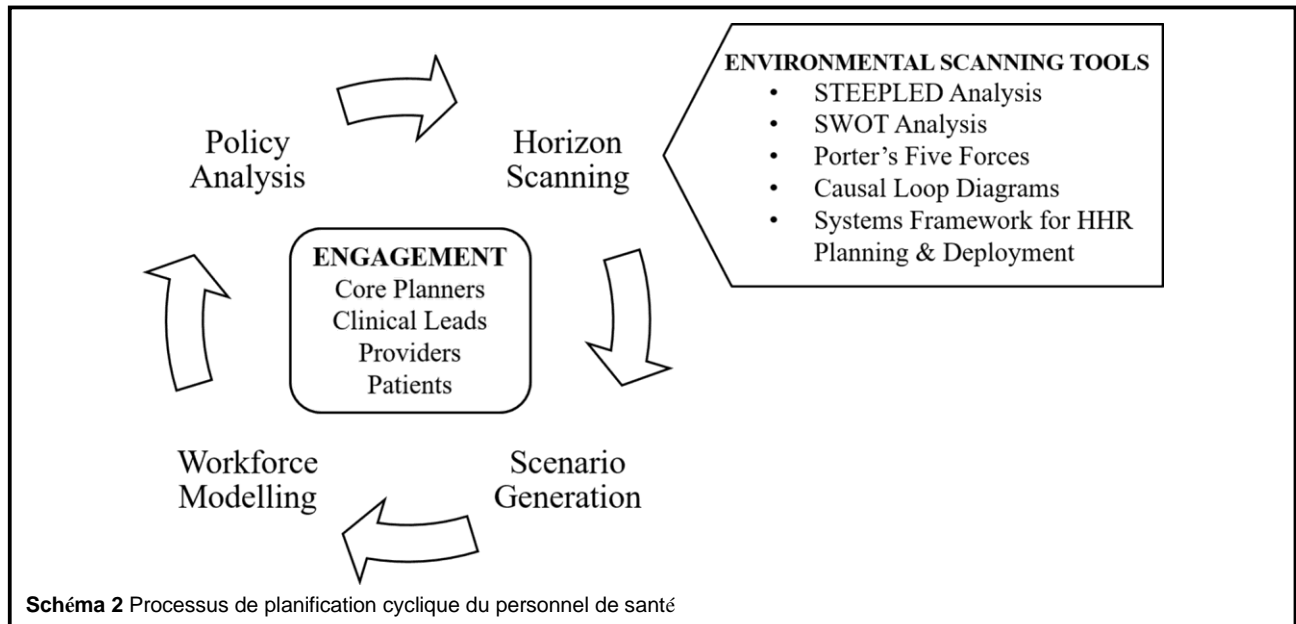 Policy
Analysis
Horizon
Scanning
ENVIRONMENTAL SCANNING TOOLS
• STEEPLED Analysis
• SWOT Analysis
• Porter’s Five Forces
• Causal Loop Diagrams
• Systems Framework for HHR
Planning & Deployment
ENGAGEMENT
Core Planners
Clinical Leads
Providers
Patients
Workforce
Modelling
Scenario
Generation
Schéma 2 Processus de planification cyclique du personnel de santé